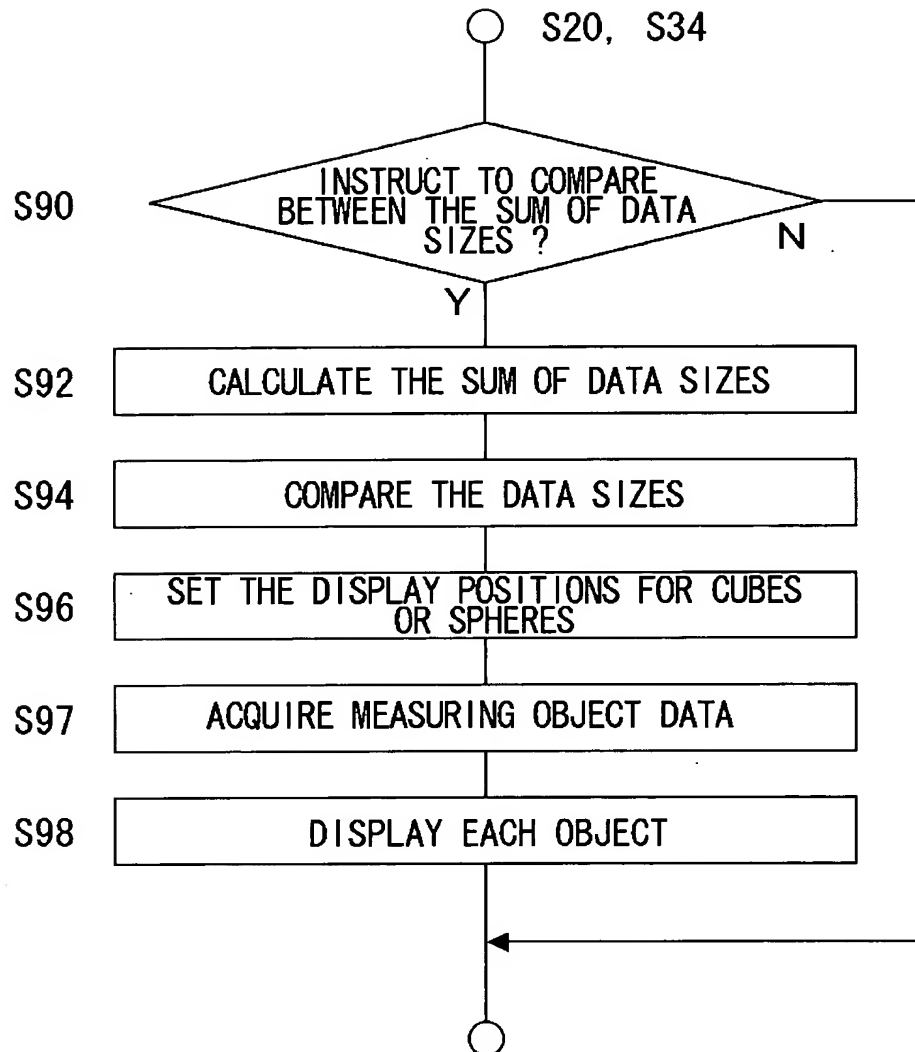 S20, S34
S90
INSTRUCT TO COMPARE
BETWEEN THE SUM OF DATA
SIZES ?
N
Y
S92
CALCULATE THE SUM OF DATA SIZES
S94
COMPARE THE DATA SIZES
S96
SET THE DISPLAY POSITIONS FOR CUBES
OR SPHERES
S97
ACQUIRE MEASURING OBJECT DATA
S98
DISPLAY EACH OBJECT